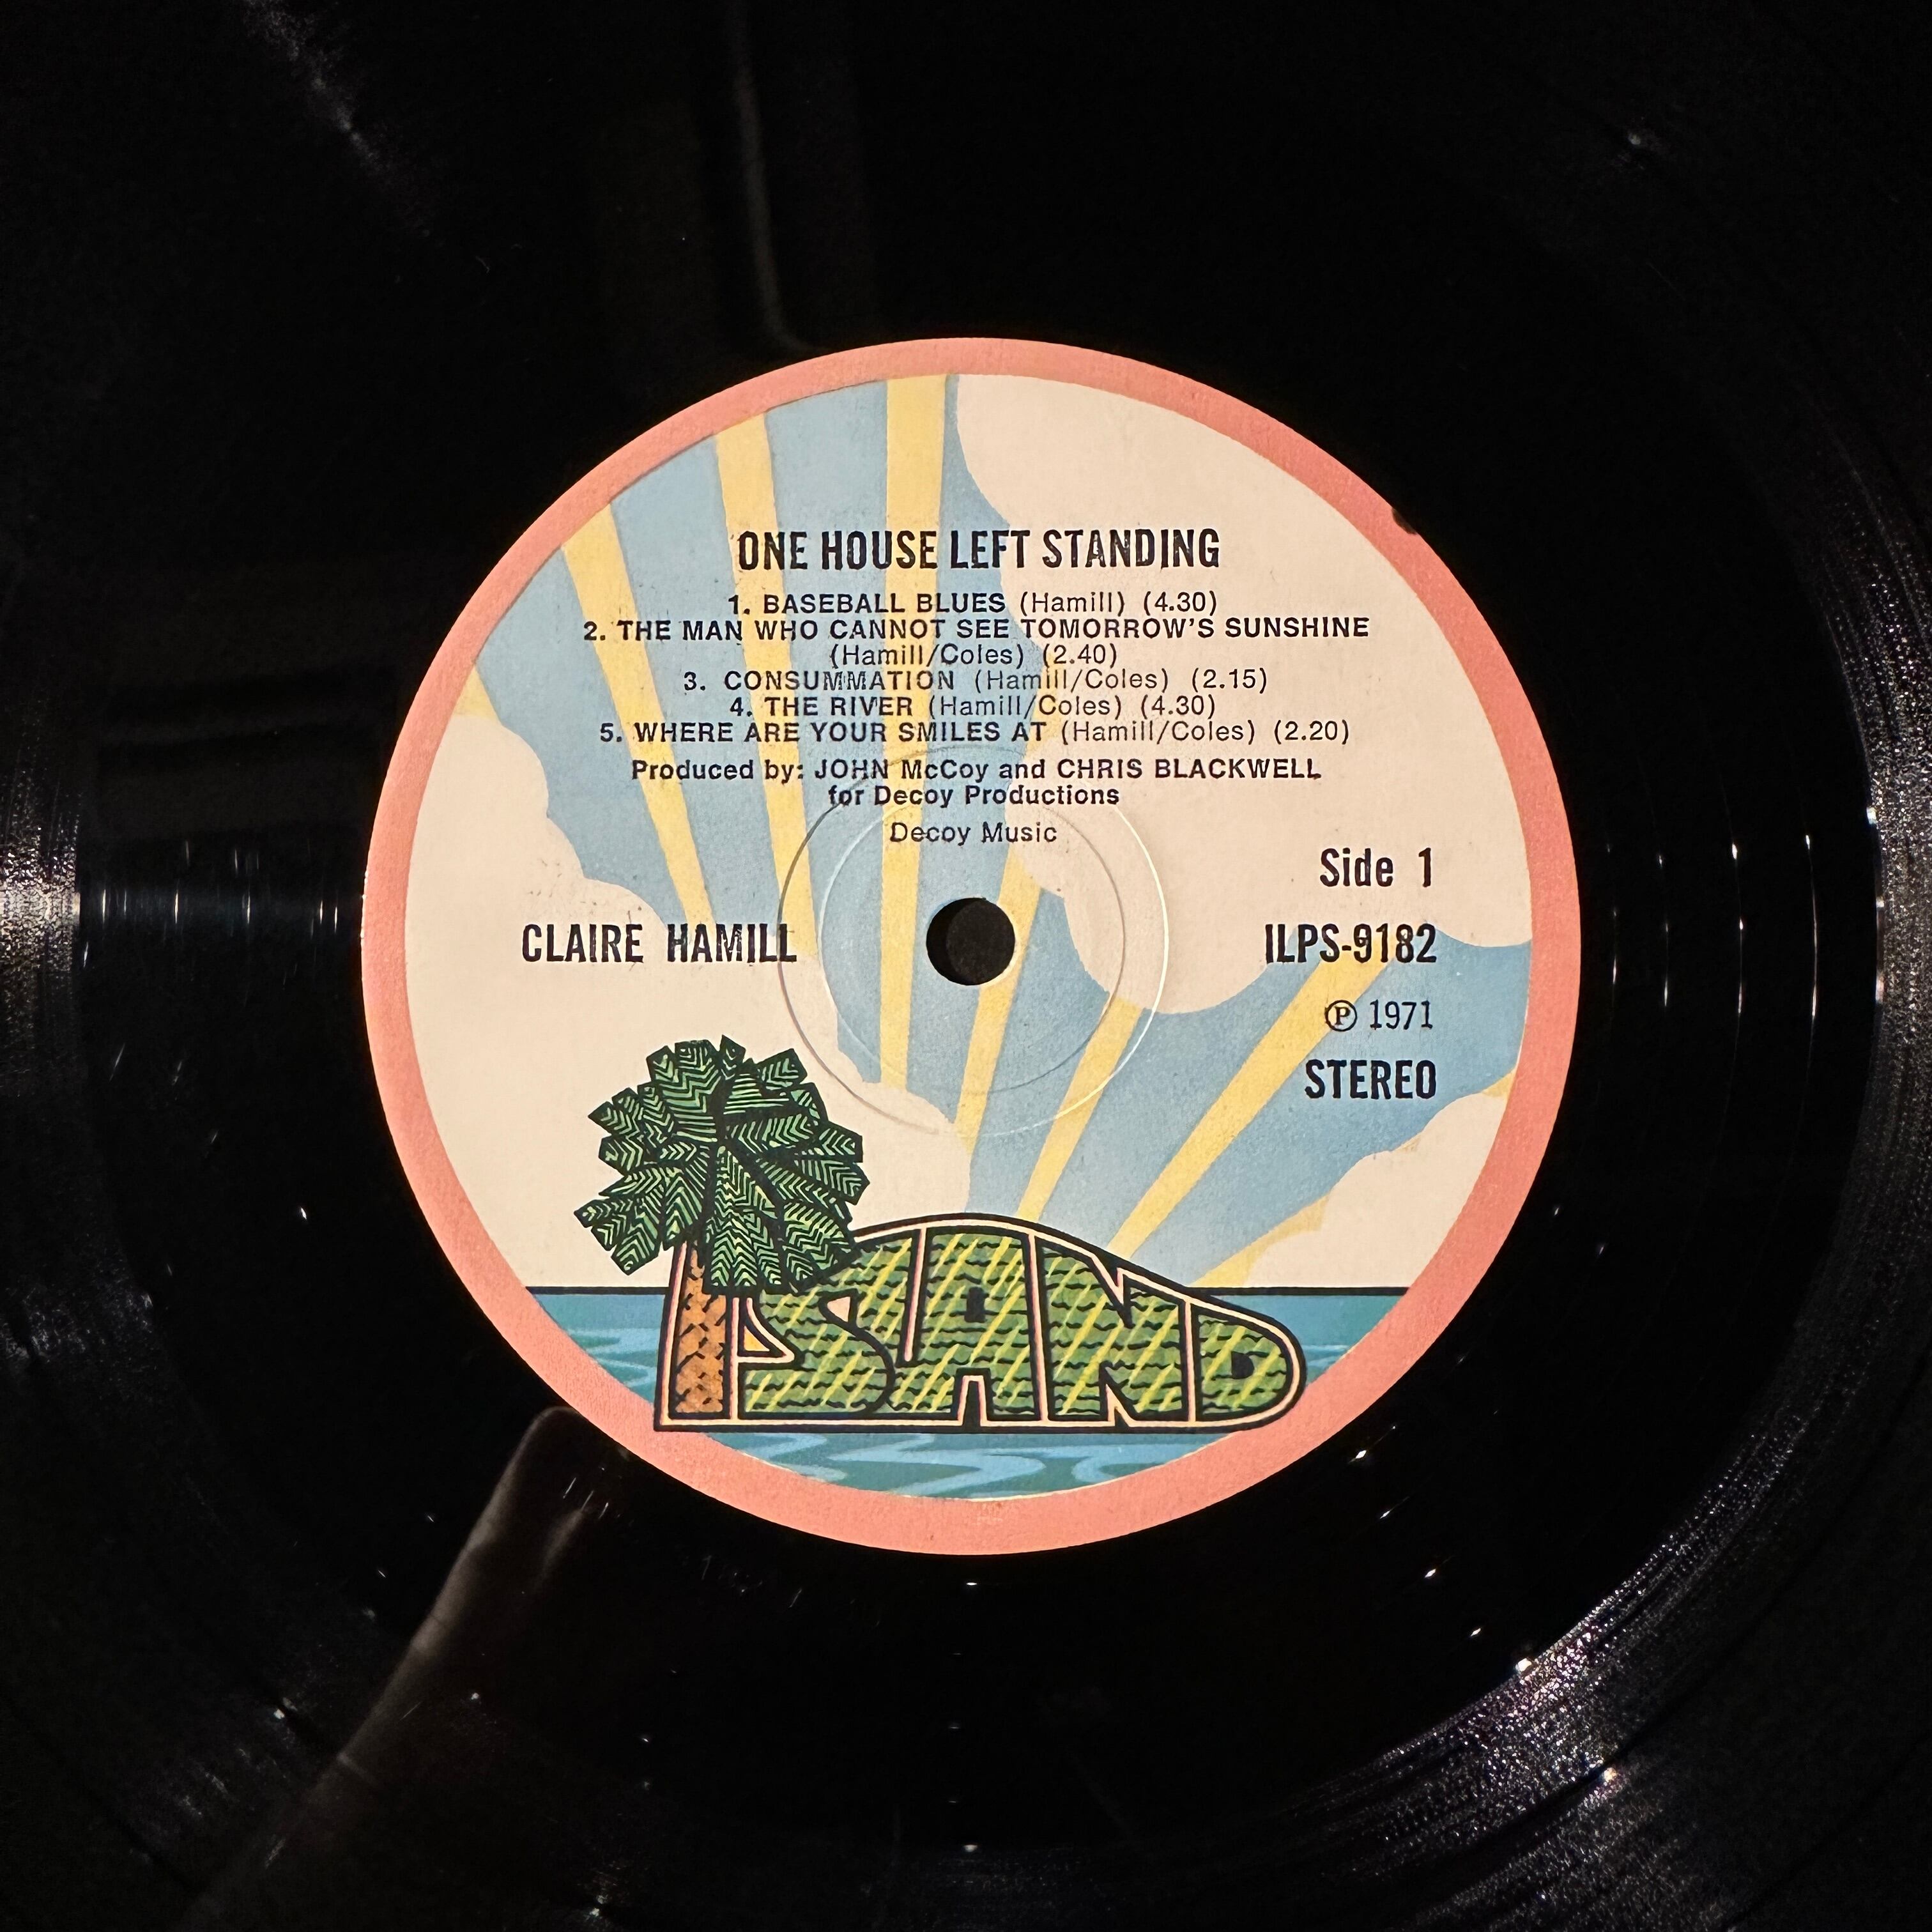 ONE HOUSE LEFT STANDING
1. BASEBALL BLUES (Hamill) (4.30)
2. THE MAN WHO CANNOT SEE TOMORROW'S SUNSHINE
(Hamill/Coles) (2.40)
3. CONSUMMATION (Hamill/Coles) (2.15)
4. THE RIVER (Hamill/Coles) (4.30)
5. WHERE ARE YOUR SMILES AT (Hamill/Coles) (2.20)
Produced by: JOHN McCoy and CHRIS BLACKWELL
for Decoy Productions
Decoy Music
Side 1
CLAIRE HAMILL
ILPS-9182
℗ 1971
STEREO
ISLAND